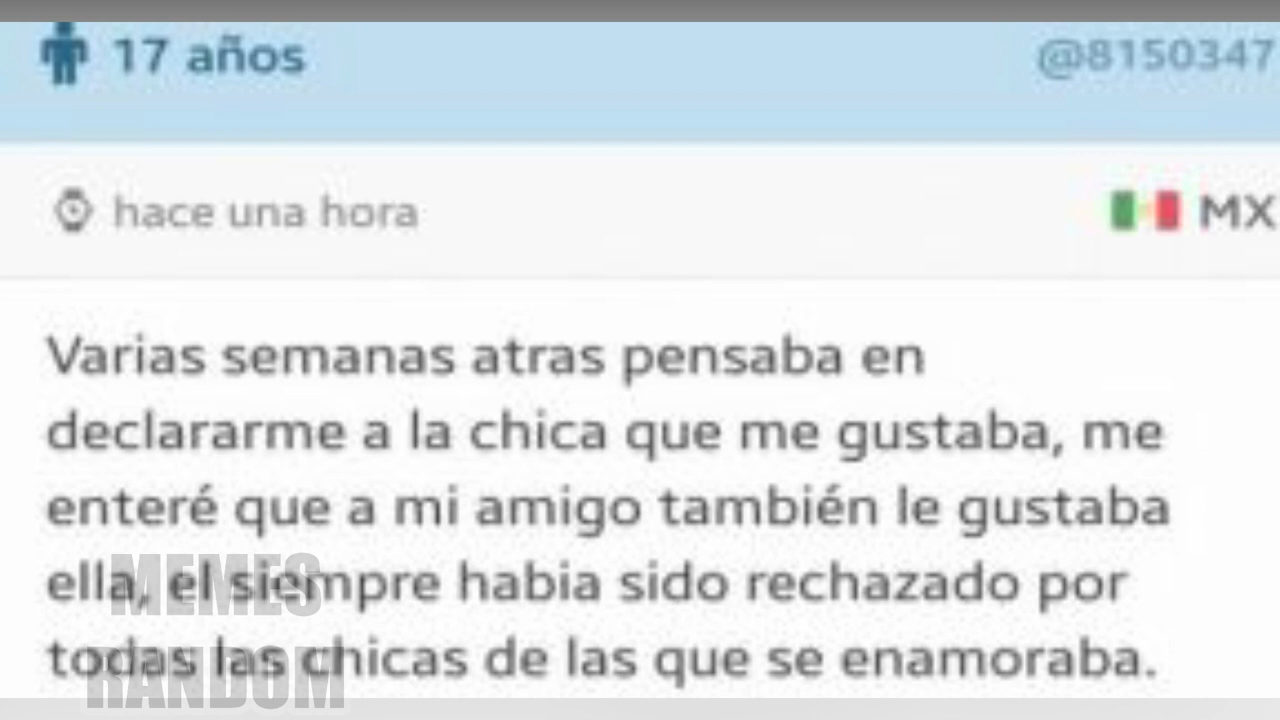 17 años
@8150347
hace una hora
MX
Varias semanas atras pensaba en
declararme a la chica que me gustaba, me
enteré que a mi amigo también le gustaba
ella, el siempre habia sido rechazado por
todas las chicas de las que se enamoraba.
MEMES
RANDOM